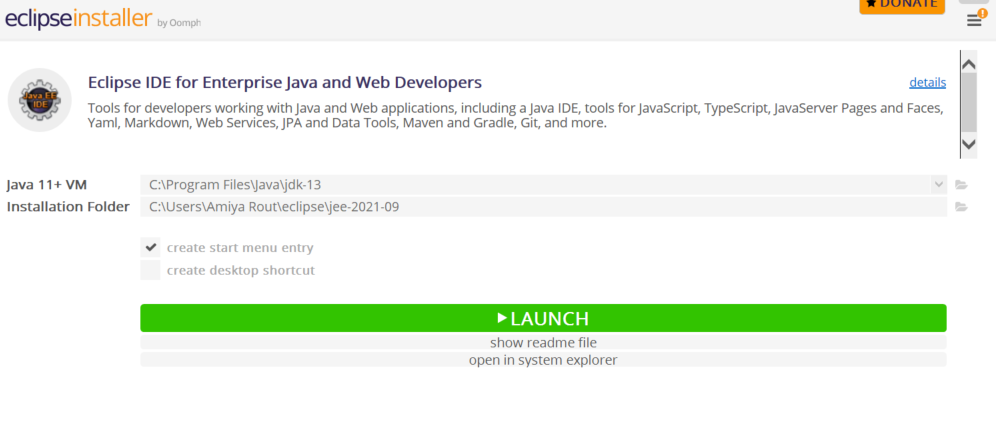 ★ DONATE
eclipseinstaller by Oomph
Java EE
IDE
Eclipse IDE for Enterprise Java and Web Developers
details
Tools for developers working with Java and Web applications, including a Java IDE, tools for JavaScript, TypeScript, JavaServer Pages and Faces,
Yaml, Markdown, Web Services, JPA and Data Tools, Maven and Gradle, Git, and more.
Java 11+ VM
C:\Program Files\Java\jdk-13
Installation Folder
C:\Users\Amiya Rout\eclipse\jee-2021-09
create start menu entry
create desktop shortcut
LAUNCH
show readme file
open in system explorer